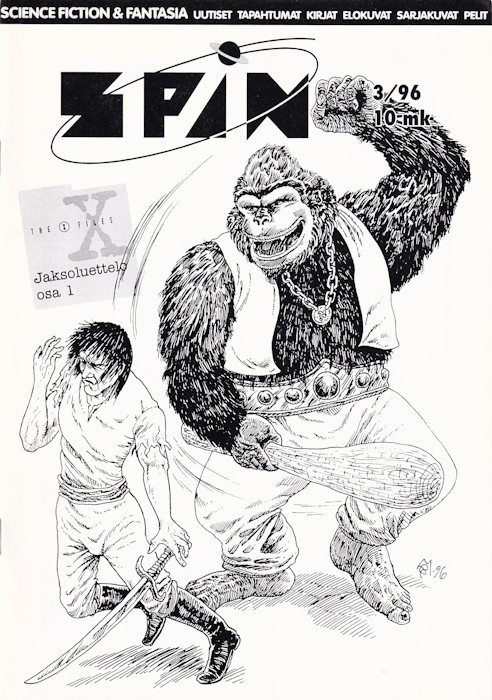 SCIENCE FICTION & FANTASIA UUTISET TAPAHTUMAT KIRJAT ELOKUVAT SARJAKUVAT PELIT
SPIN
3/96
10-mk
THE X FILES
X
Jaksoluettelo
osa 1
96